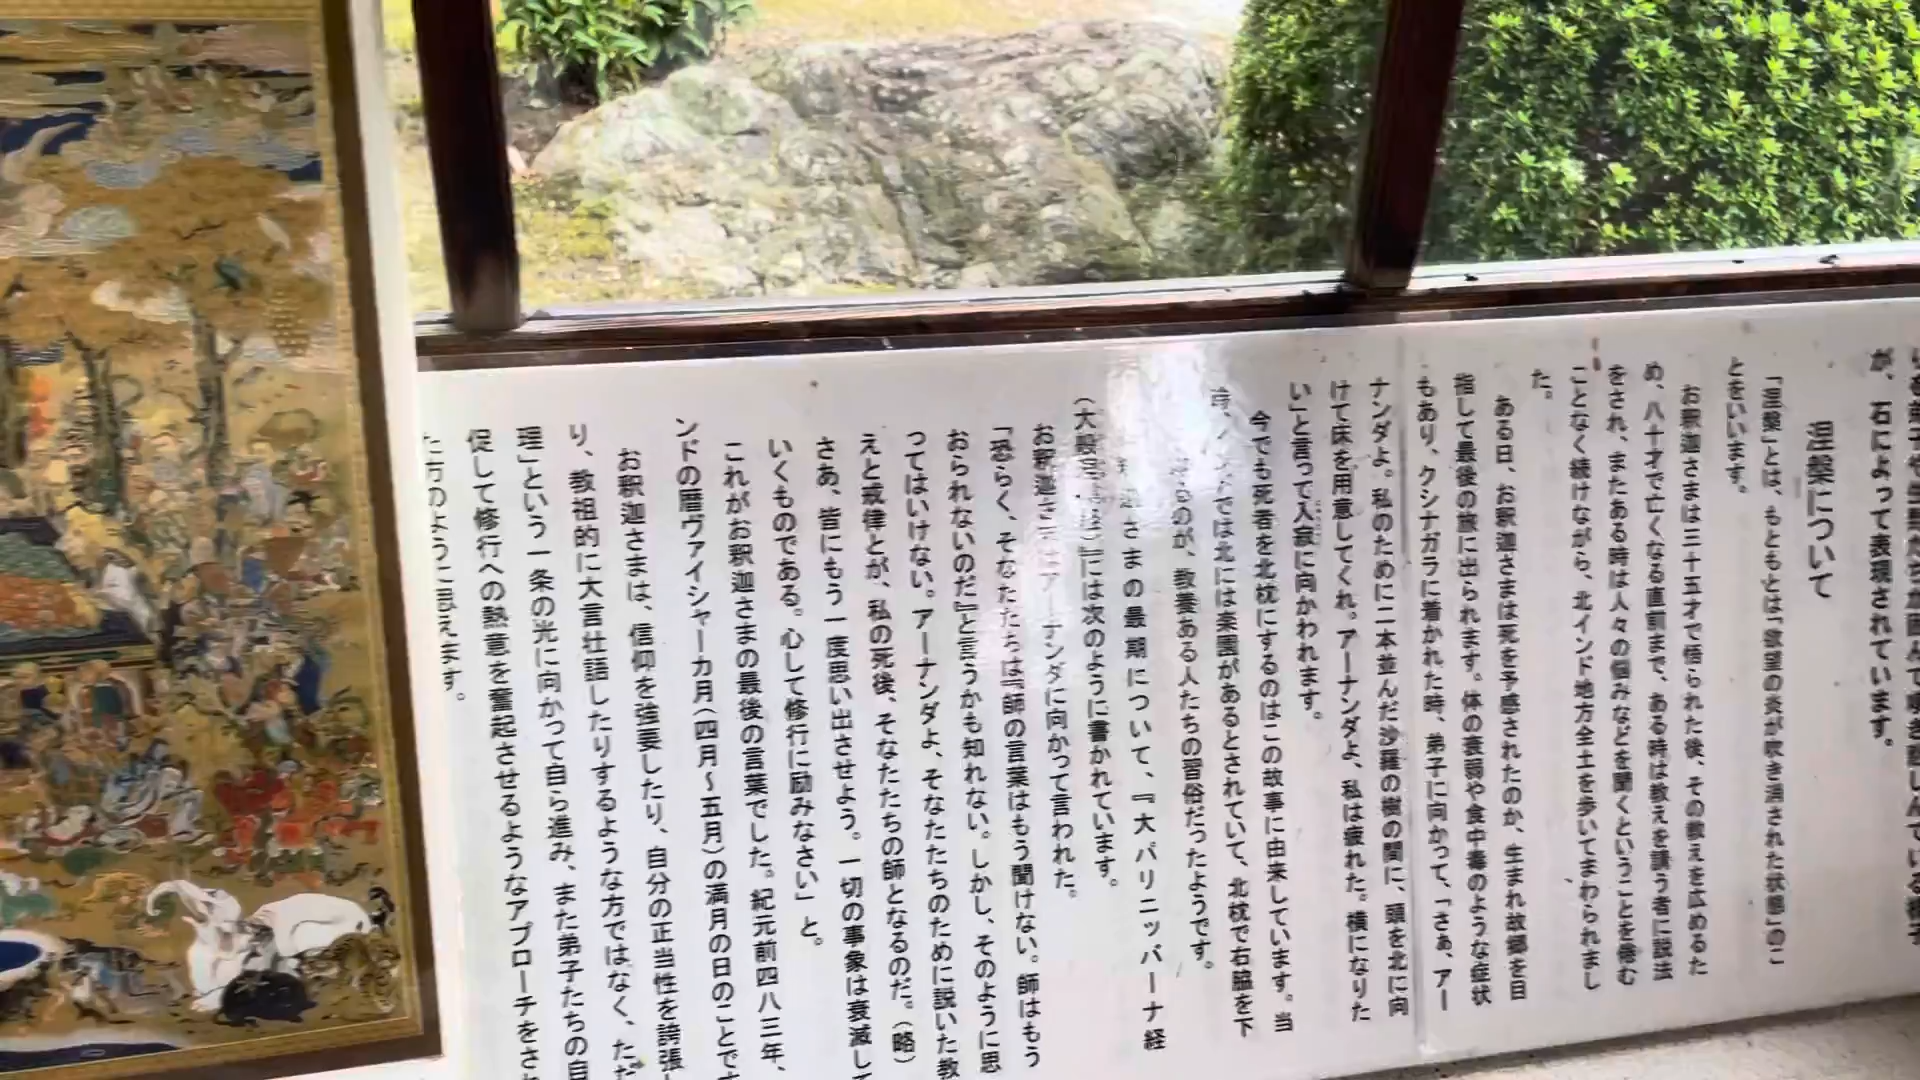 が、石によって表現されています。
涅槃について
「涅槃」とは、もともとは「欲望の炎が吹き消された状態」のこ
とをいいます。
お釈迦さまは三十五才で悟られた後、その教えを広めるた
め、八十才で亡くなる直前まで、ある時は教えを請う者に説法
をされ、またある時は人々の悩みなどを聞くということを倦む
ことなく続けながら、北インド地方全土を歩いてまわられまし
た。
ある日、お釈迦さまは死を予感されたのか、生まれ故郷を目
指して最後の旅に出られます。体の衰弱や食中毒のような症状
もあり、クシナガラに着かれた時、弟子に向かって、「さぁ、アー
ナンダよ。私のために二本並んだ沙羅の樹の間に、頭を北に向
けて床を用意してくれ。アーナンダよ、私は疲れた。横になりた
い」と言って入寂に向かわれます。
今でも死者を北枕にするのはこの故事に由来しています。当
時、では北には楽園があるとされていて、北枕で右脇を下
るのが、教養ある人たちの習俗だったようです。
さまの最期について、『大パリニッバーナ経
には次のように書かれています。
お釈迦さまはアーナンダに向かって言われた。
「恐らく、そなたたちは『師の言葉はもう聞けない。師はもう
おられないのだ』と言うかも知れない。しかし、そのように思
ってはいけない。アーナンダよ、そなたたちのために説いた教
えと戒律とが、私の死後、そなたたちの師となるのだ。(略)
さあ、皆にもう一度思い出させよう。一切の事象は衰滅して
いくものである。心して修行に励みなさい」と。
これがお釈迦さまの最後の言葉でした。紀元前四八三年、
ンドの暦ヴァイシャーカ月(四月〜五月)の満月の日のことで
お釈迦さまは、信仰を強要したり、自分の正当性を誇張
り、教祖的に大言壮語したりするような方ではなく、ただ
理」という一条の光に向かって自ら進み、また弟子たちの自
促して修行への熱意を奮起させるようなアプローチをさ
た方のように思えます。